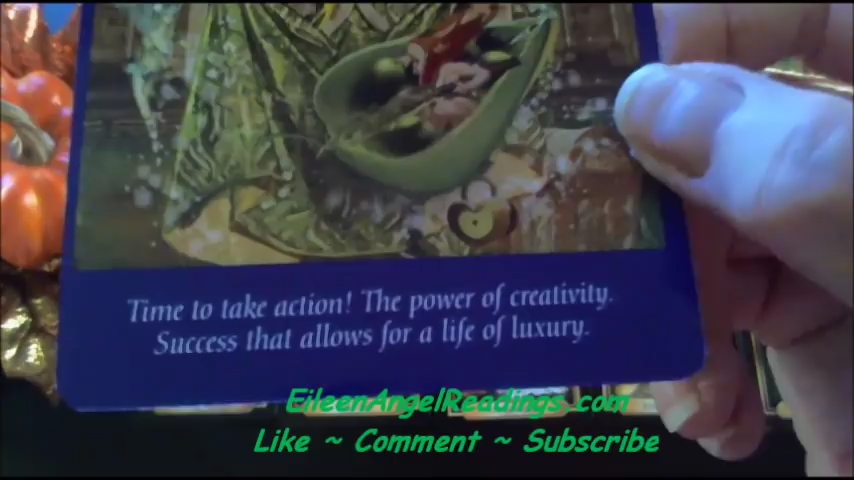 Time to take action! The power of creativity.
Success that allows for a life of luxury.
EileenAngelReadings.com
Like ~ Comment ~ Subscribe